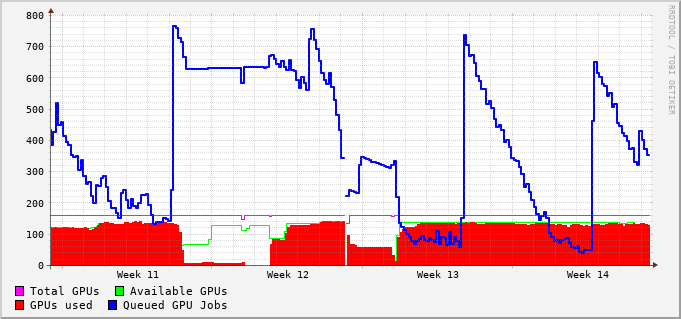 800
700
600
500
400
300
200
100
0
Week 11 Week 12 Week 13 Week 14
Total GPUs Available GPUs
GPUs used Queued GPU Jobs
RRDTOOL / TOBI OETIKER